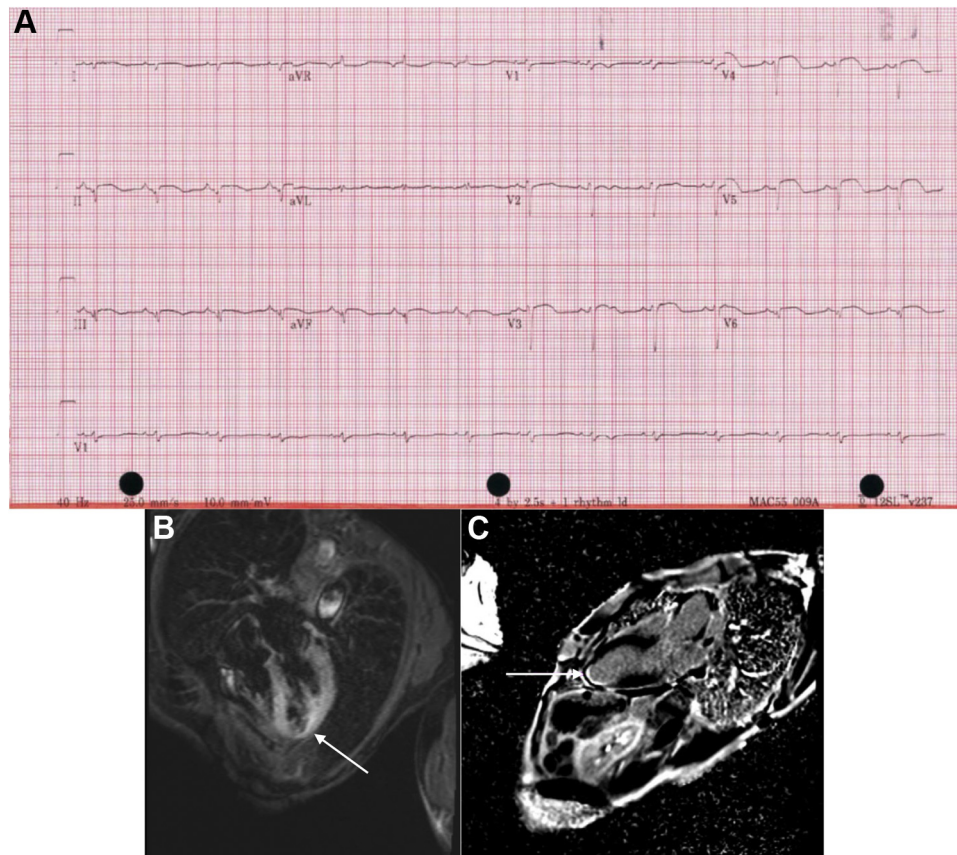 A
I aVR V1 V4
II aVL V2 V5
III aVF V3 V6
V1
40 Hz 25.0 mm/s 10.0 mm/mV 4 by 2.5s + 1 rhythm ld MAC55 009A 12SL™ v237
B C